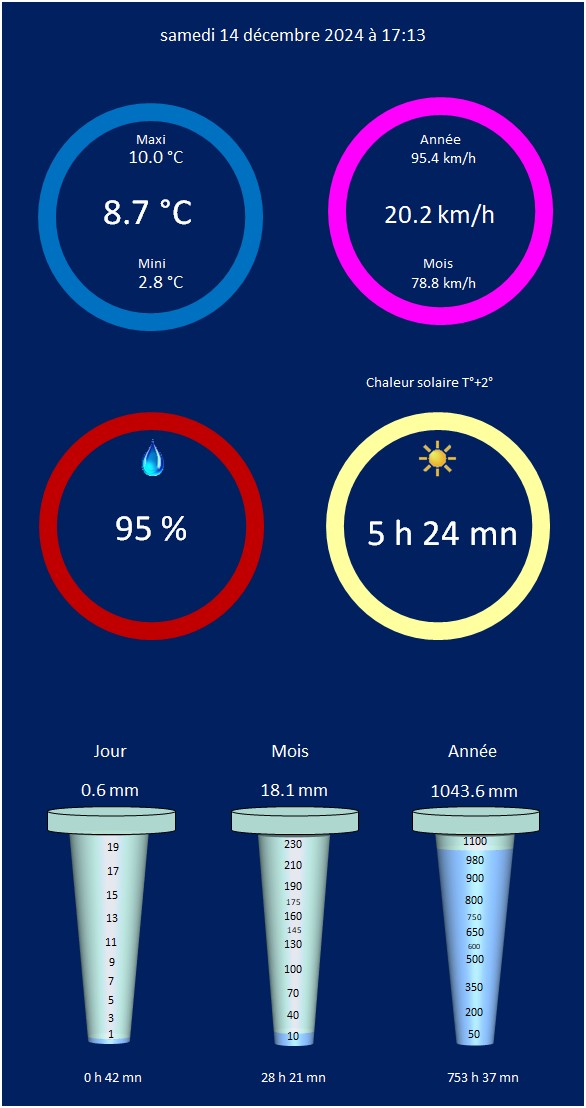 samedi 14 décembre 2024 à 17:13
Maxi
10.0 °C
8.7 °C
Mini
2.8 °C
Année
95.4 km/h
20.2 km/h
Mois
78.8 km/h
Chaleur solaire T°+2°
95 %
5 h 24 mn
Jour
0.6 mm
19
17
15
13
11
9
7
5
3
1
0 h 42 mn
Mois
18.1 mm
230
210
190
175
160
145
130
100
70
40
10
28 h 21 mn
Année
1043.6 mm
1100
980
900
800
750
650
600
500
350
200
50
753 h 37 mn